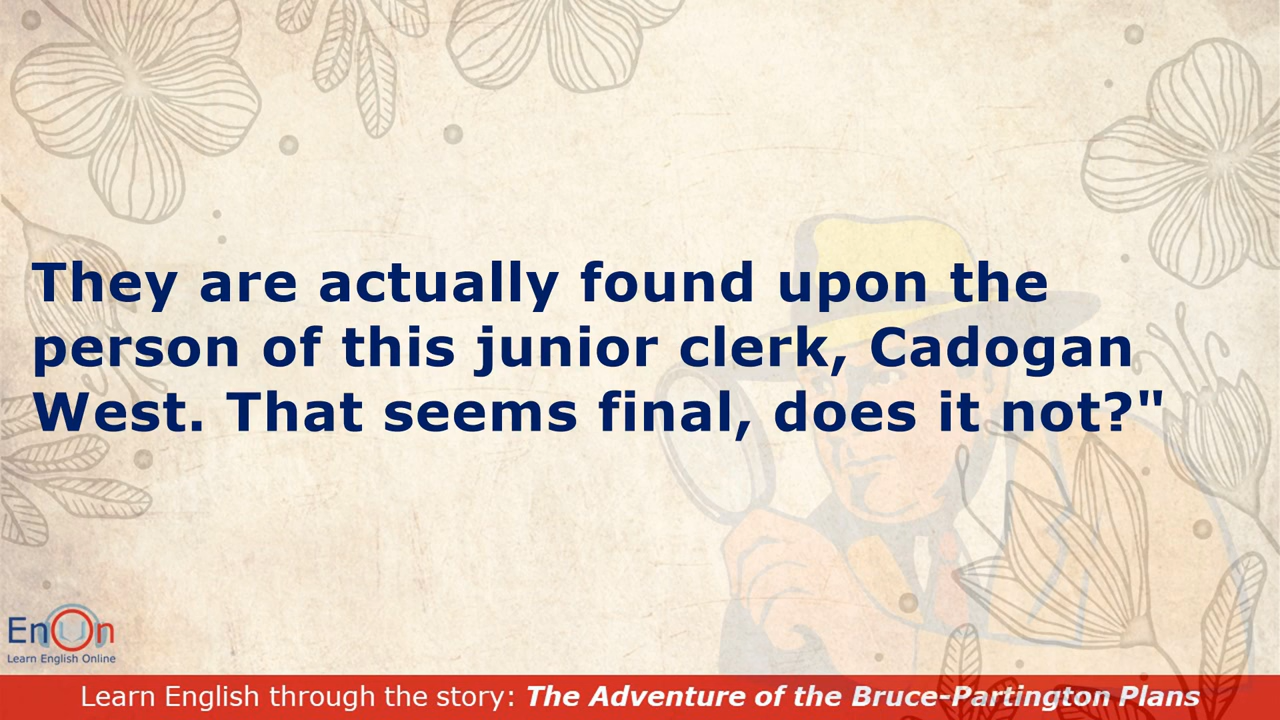 They are actually found upon the
person of this junior clerk, Cadogan
West. That seems final, does it not?"
EnOn
Learn English Online
Learn English through the story: The Adventure of the Bruce-Partington Plans